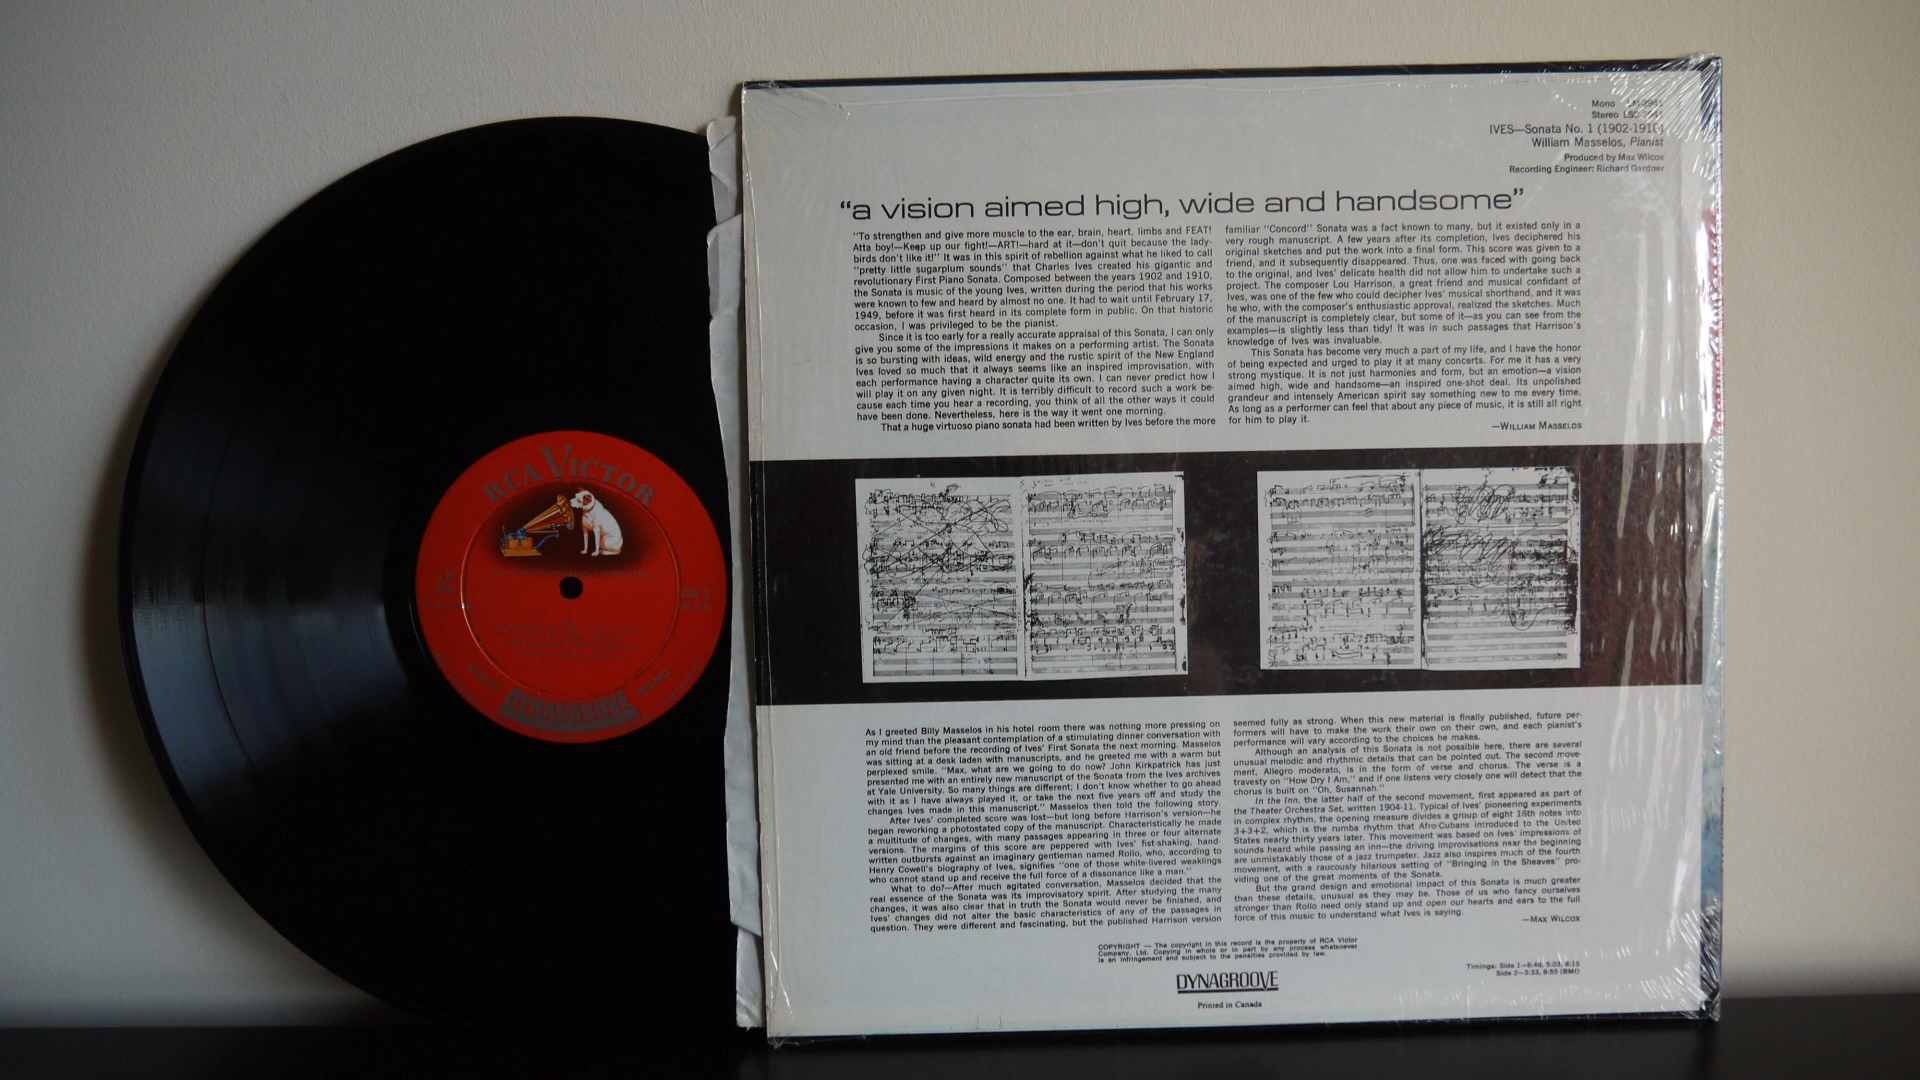 RCA VICTOR
SIDE 2
DYNAGROOVE
Mono
Stereo
IVES—Sonata No. 1 (1902-1910)
William Masselos, Pianist
Produced by Max Wilcox
Recording Engineer: Richard Gardner
“a vision aimed high, wide and handsome”
"To strengthen and give more muscle to the ear, brain, heart, limbs and FEAT!
Atta boy!—Keep up our fight!—ART!—hard at it—don't quit because the lady-
birds don't like it!" It was in this spirit of rebellion against what he liked to call
"pretty little sugarplum sounds" that Charles Ives created his gigantic and
revolutionary First Piano Sonata. Composed between the years 1902 and 1910,
the Sonata is music of the young Ives, written during the period that his works
were known to few and heard by almost no one. It had to wait until February 17,
1949, before it was first heard in its complete form in public. On that historic
occasion, I was privileged to be the pianist.
Since it is too early for a really accurate appraisal of this Sonata, I can only
give you some of the impressions it makes on a performing artist. The Sonata
is so bursting with ideas, wild energy and the rustic spirit of the New England
Ives loved so much that it always seems like an inspired improvisation, with
each performance having a character quite its own. I can never predict how I
will play it on any given night. It is terribly difficult to record such a work be-
cause each time you hear a recording, you think of all the other ways it could
have been done. Nevertheless, here is the way it went one morning.
That a huge virtuoso piano sonata had been written by Ives before the more
familiar "Concord" Sonata was a fact known to many, but it existed only in a
very rough manuscript. A few years after its completion, Ives deciphered his
original sketches and put the work into a final form. This score was given to a
friend, and it subsequently disappeared. Thus, one was faced with going back
to the original, and Ives' delicate health did not allow him to undertake such a
project. The composer Lou Harrison, a great friend and musical confidant of
Ives, was one of the few who could decipher Ives' musical shorthand, and it was
he who, with the composer's enthusiastic approval, realized the sketches. Much
of the manuscript is completely clear, but some of it—as you can see from the
examples—is slightly less than tidy! It was in such passages that Harrison's
knowledge of Ives was invaluable.
This Sonata has become very much a part of my life, and I have the honor
of being expected and urged to play it at many concerts. For me it has a very
strong mystique. It is not just harmonies and form, but an emotion—a vision
aimed high, wide and handsome—an inspired one-shot deal. Its unpolished
grandeur and intensely American spirit say something new to me every time.
As long as a performer can feel that about any piece of music, it is still all right
for him to play it.
—WILLIAM MASSELOS
As I greeted Billy Masselos in his hotel room there was nothing more pressing on
my mind than the pleasant contemplation of a stimulating dinner conversation with
an old friend before the recording of Ives' First Sonata the next morning. Masselos
was sitting at a desk laden with manuscripts, and he greeted me with a warm but
perplexed smile. "Max, what are we going to do now? John Kirkpatrick has just
presented me with an entirely new manuscript of the Sonata from the Ives archives
at Yale University. So many things are different; I don't know whether to go ahead
with it as I have always played it, or take the next five years off and study the
changes Ives made in this manuscript." Masselos then told the following story.
After Ives' completed score was lost—but long before Harrison's version—he
began reworking a photostated copy of the manuscript. Characteristically he made
a multitude of changes, with many passages appearing in three or four alternate
versions. The margins of this score are peppered with Ives' fist-shaking, hand-
written outbursts against an imaginary gentleman named Rollo, who, according to
Henry Cowell's biography of Ives, signifies "one of those white-livered weaklings
who cannot stand up and receive the full force of a dissonance like a man."
What to do?—After much agitated conversation, Masselos decided that the
real essence of the Sonata was its improvisatory spirit. After studying the many
changes, it was also clear that in truth the Sonata would never be finished, and
Ives' changes did not alter the basic characteristics of any of the passages in
question. They were different and fascinating, but the published Harrison version
seemed fully as strong. When this new material is finally published, future per-
formers will have to make the work their own on their own, and each pianist's
performance will vary according to the choices he makes.
Although an analysis of this Sonata is not possible here, there are several
unusual melodic and rhythmic details that can be pointed out. The second move-
ment, Allegro moderato, is in the form of verse and chorus. The verse is a
travesty on "How Dry I Am," and if one listens very closely one will detect that the
chorus is built on "Oh, Susannah."
In the Inn, the latter half of the second movement, first appeared as part of
the Theater Orchestra Set, written 1904-11. Typical of Ives' pioneering experiments
in complex rhythm, the opening measure divides a group of eight 16th notes into
3+3+2, which is the rumba rhythm that Afro-Cubans introduced to the United
States nearly thirty years later. This movement was based on Ives' impressions of
sounds heard while passing an inn—the driving improvisations near the beginning
are unmistakably those of a jazz trumpeter. Jazz also inspires much of the fourth
movement, with a raucously hilarious setting of "Bringing in the Sheaves" pro-
viding one of the great moments of the Sonata.
But the grand design and emotional impact of this Sonata is much greater
than these details, unusual as they may be. Those of us who fancy ourselves
stronger than Rollo need only stand up and open our hearts and ears to the full
force of this music to understand what Ives is saying.
—MAX WILCOX
COPYRIGHT — The copyright in this record is the property of RCA Victor
Company, Ltd. Copying in whole or in part by any process whatsoever
is an infringement and subject to the penalties provided by law.
Timings: Side 1—6:46, 5:03, 6:15
Side 2—3:33, 8:55 (BMI)
DYNAGROOVE
Printed in Canada